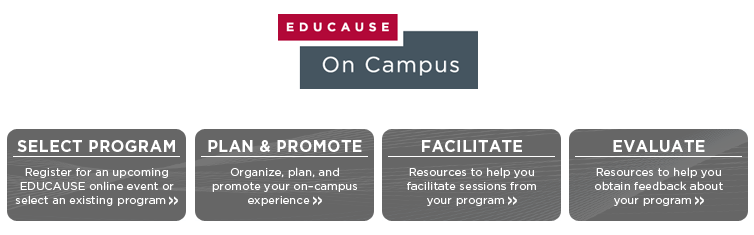 EDUCAUSE
On Campus
SELECT PROGRAM
Register for an upcoming
EDUCAUSE online event or
select an existing program »
PLAN & PROMOTE
Organize, plan, and
promote your on-campus
experience »
FACILITATE
Resources to help you
facilitate sessions from
your program »
EVALUATE
Resources to help you
obtain feedback about
your program »